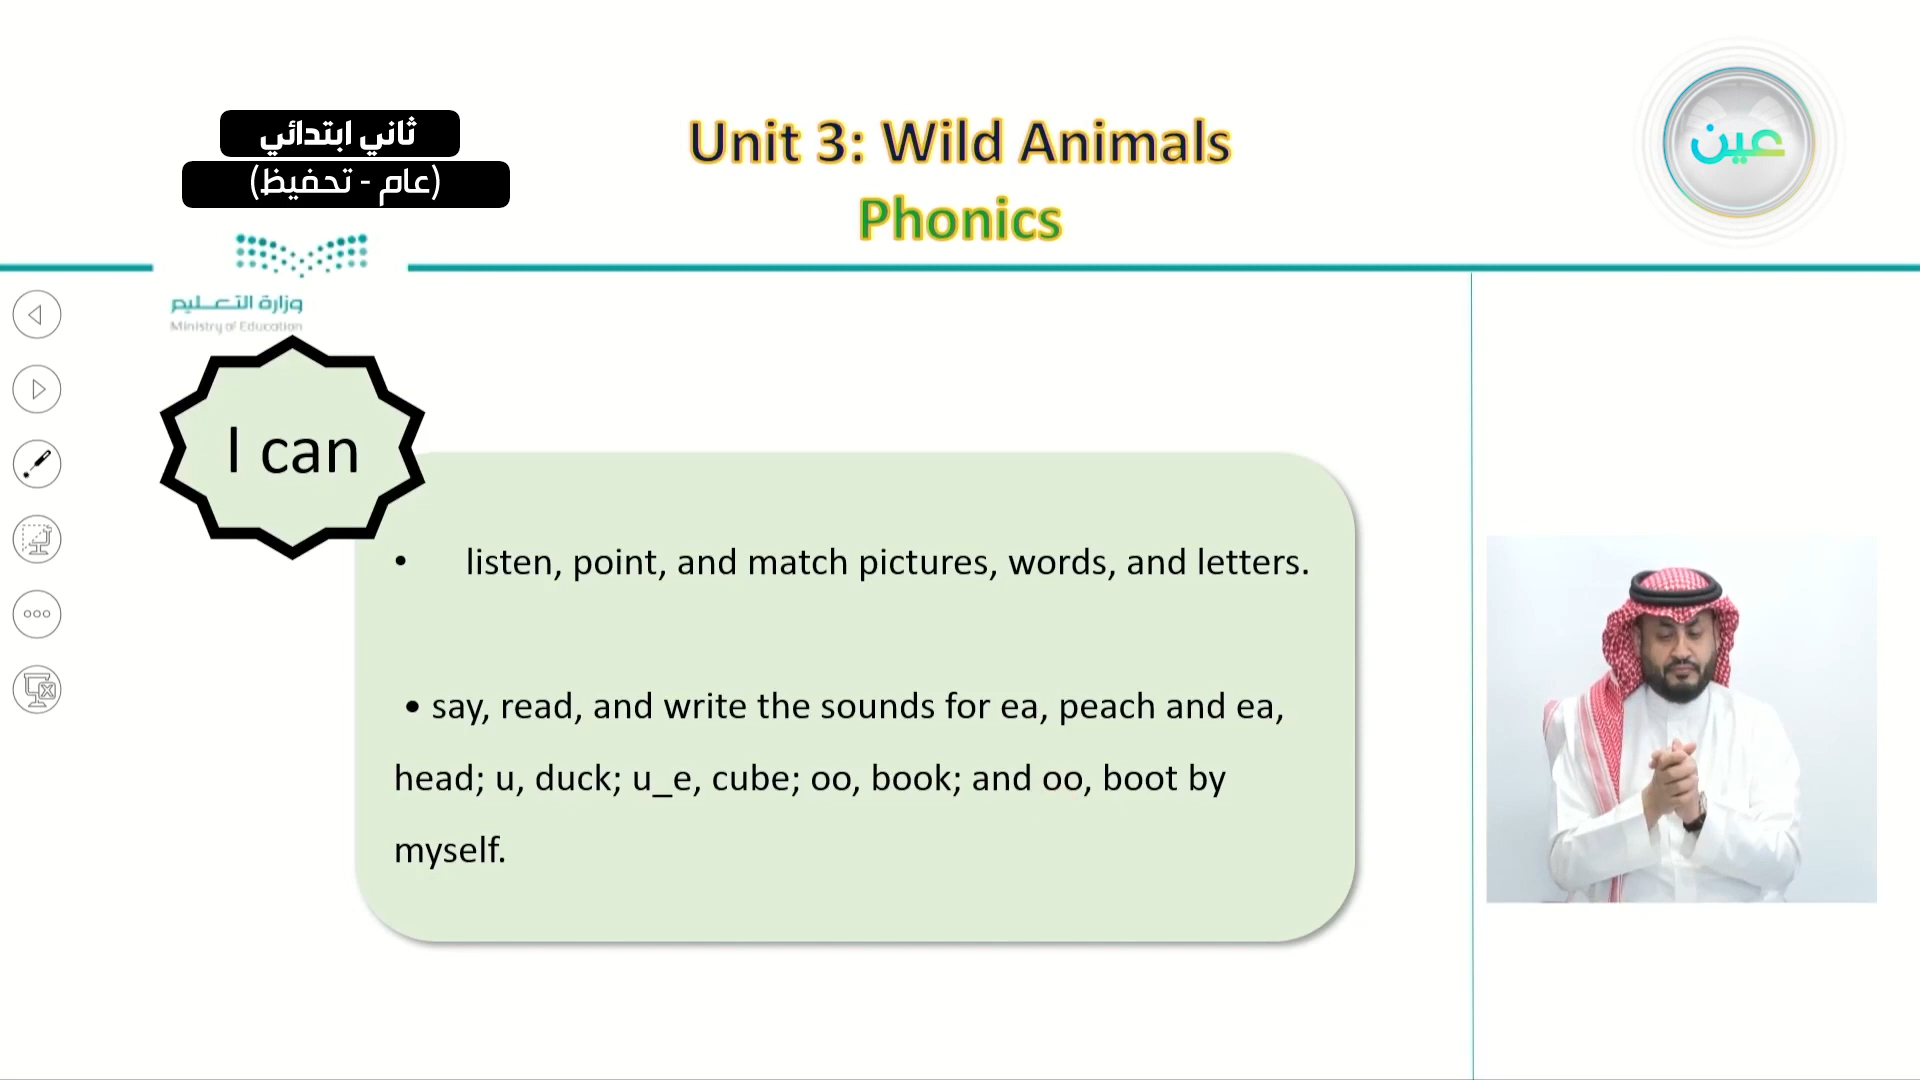 ثاني ابتدائي
(عام - تحفيظ)
Unit 3: Wild Animals
Phonics
عين
وزارة التعليم
Ministry of Education
I can
• listen, point, and match pictures, words, and letters.
• say, read, and write the sounds for ea, peach and ea,
head; u, duck; u_e, cube; oo, book; and oo, boot by
myself.